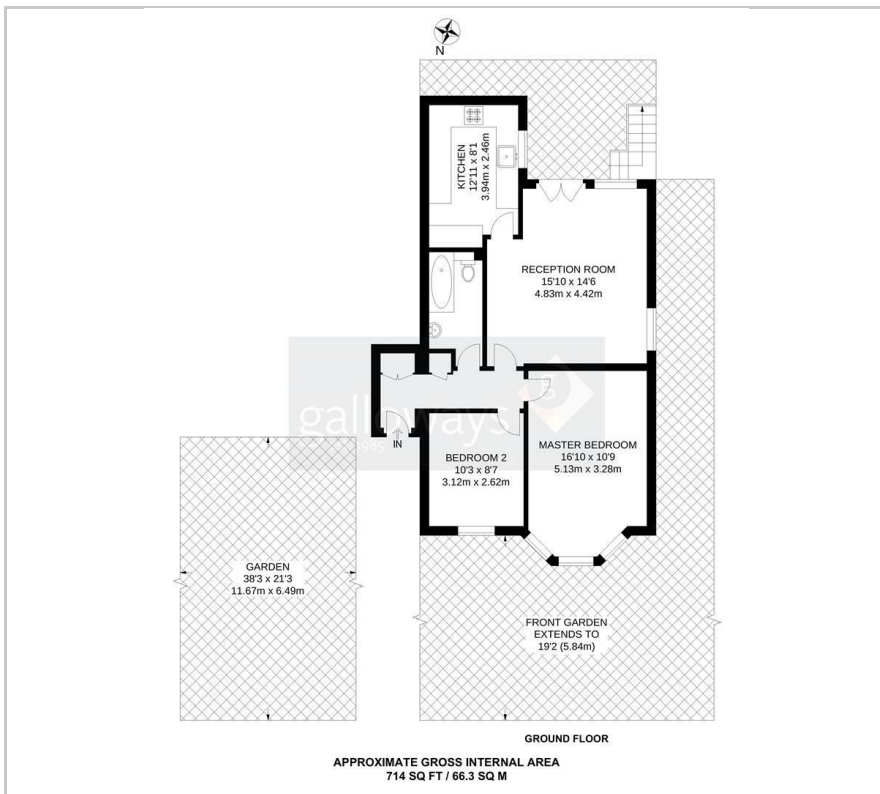 N
KITCHEN
12'11 x 8'1
3.94m x 2.46m
RECEPTION ROOM
15'10 x 14'6
4.83m x 4.42m
galloways
985
IN
MASTER BEDROOM
16'10 x 10'9
5.13m x 3.28m
BEDROOM 2
10'3 x 8'7
3.12m x 2.62m
GARDEN
38'3 x 21'3
11.67m x 6.49m
FRONT GARDEN
EXTENDS TO
19'2 (5.84m)
GROUND FLOOR
APPROXIMATE GROSS INTERNAL AREA
714 SQ FT / 66.3 SQ M